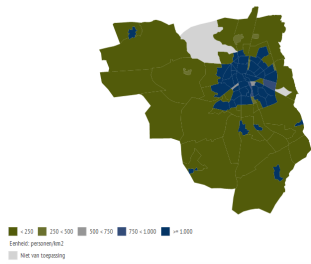 < 250 250 < 500 500 < 750 750 < 1.000 >= 1.000
Eenheid: personen/km2
Niet van toepassing